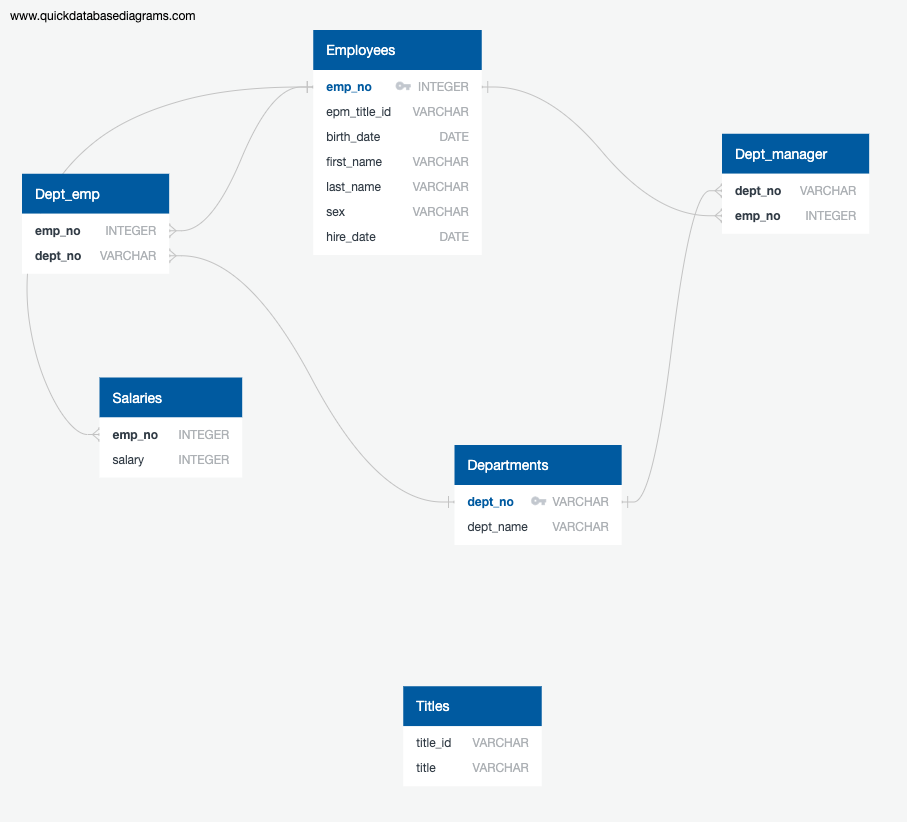 www.quickdatabasediagrams.com
Employees
emp_no INTEGER
epm_title_id VARCHAR
birth_date DATE
first_name VARCHAR
last_name VARCHAR
sex VARCHAR
hire_date DATE
Dept_manager
dept_no VARCHAR
emp_no INTEGER
Dept_emp
emp_no INTEGER
dept_no VARCHAR
Salaries
emp_no INTEGER
salary INTEGER
Departments
dept_no VARCHAR
dept_name VARCHAR
Titles
title_id VARCHAR
title VARCHAR